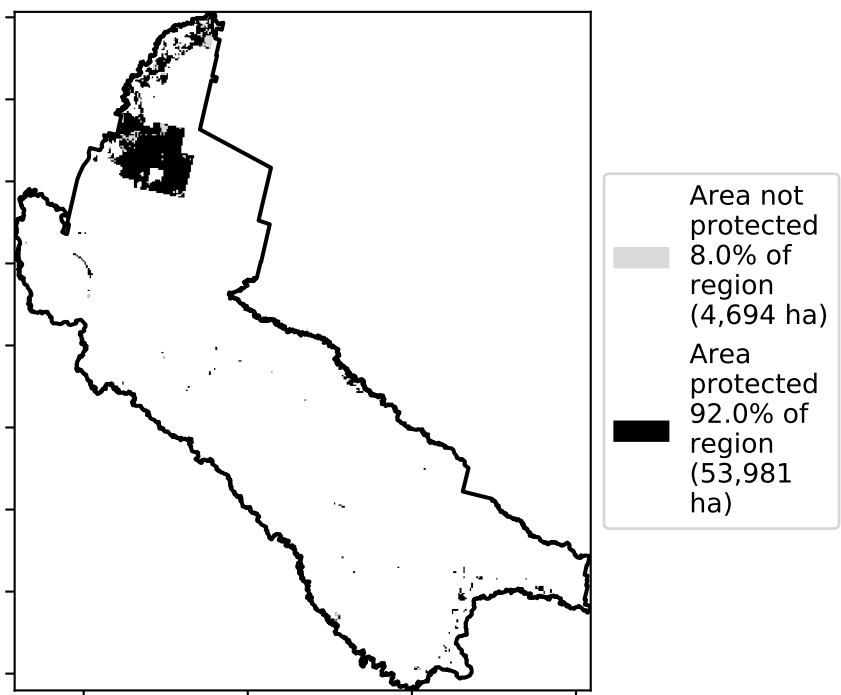 Area not
protected
8.0% of
region
(4,694 ha)
Area
protected
92.0% of
region
(53,981
ha)